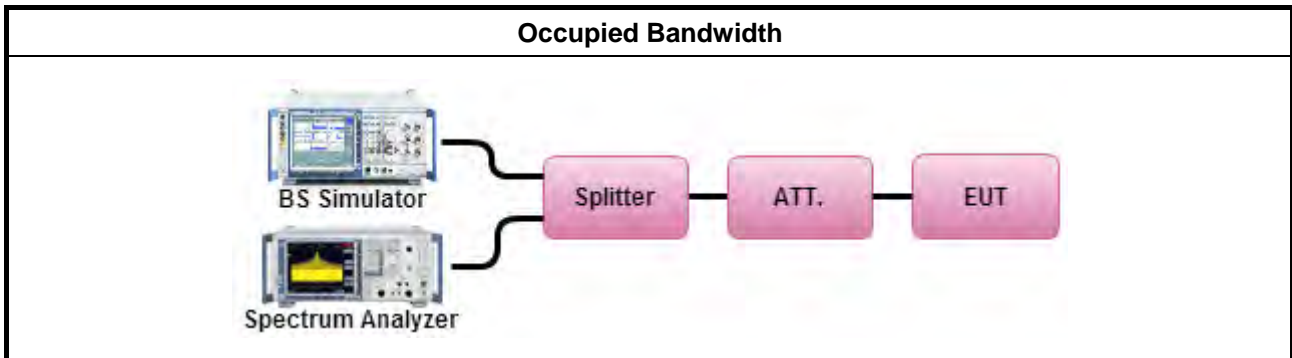 Occupied Bandwidth
BS Simulator
Splitter
ATT.
EUT
Spectrum Analyzer